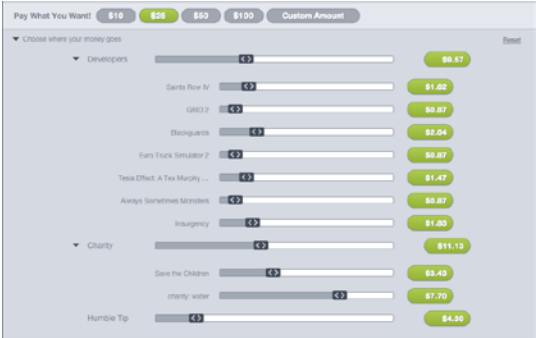 Pay What You Want! $10 $25 $50 $100 Custom Amount
Choose where your money goes Reset
Developers $9.57
Saints Row IV $1.62
GRID 2 $0.87
Blackguards $2.04
Euro Truck Simulator 2 $0.87
Tesla Effect: A Tex Murphy ... $1.47
Always Sometimes Monsters $0.87
Insurgency $1.83
Charity $11.13
Save the Children $3.43
charity: water $7.70
Humble Tip $4.30